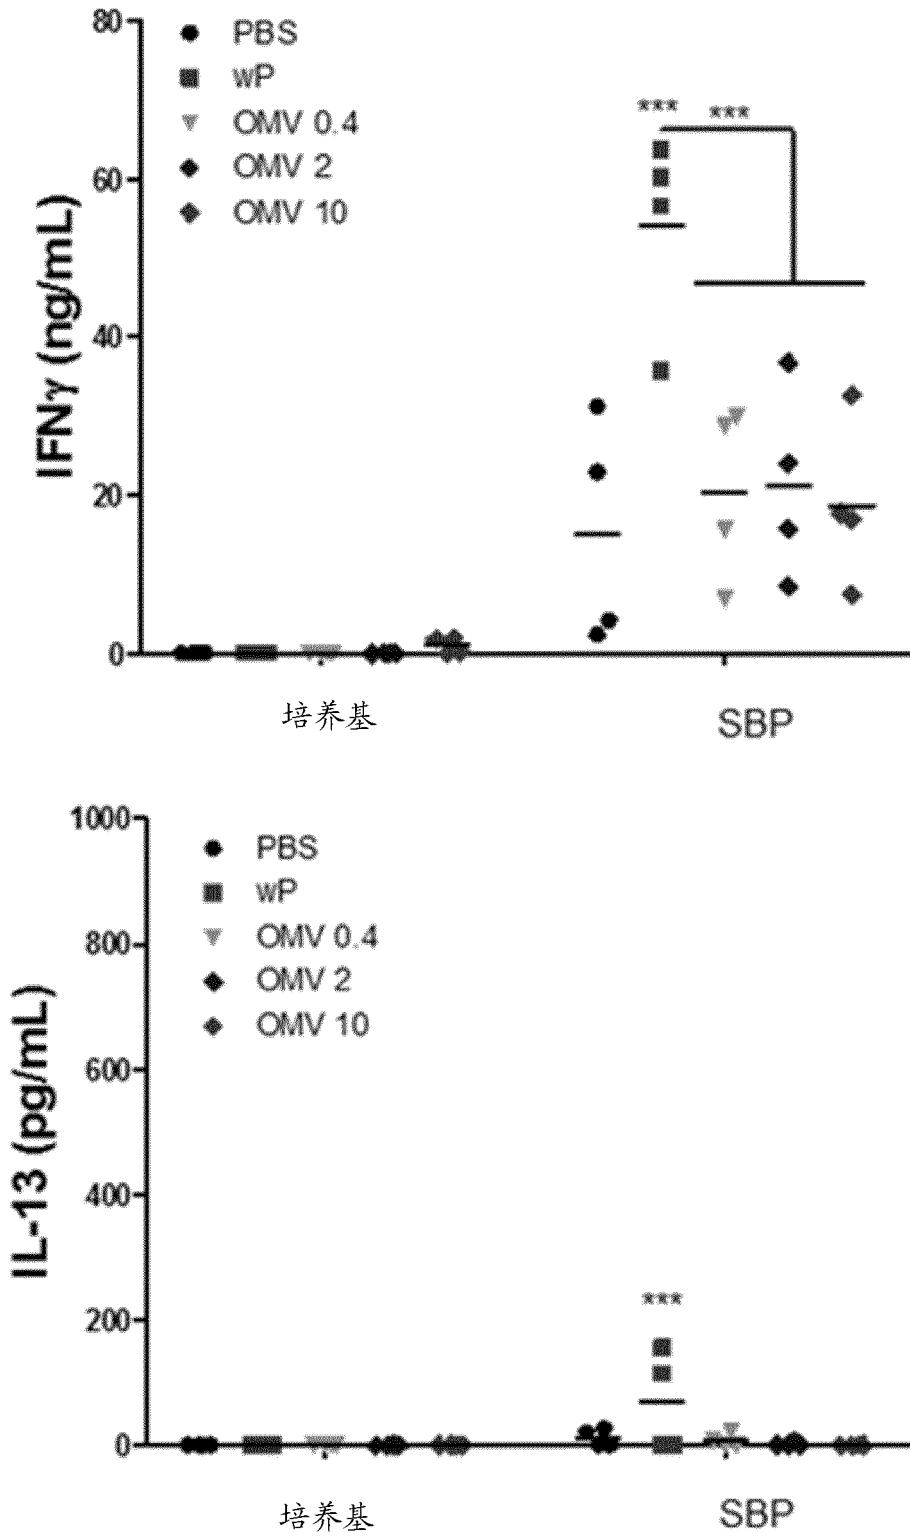 80
60
40
20
0
IFNγ (ng/mL)
PBS
wP
OMV 0.4
OMV 2
OMV 10
*** ***
培养基 SBP
1000
800
600
400
200
0
IL-13 (pg/mL)
PBS
wP
OMV 0.4
OMV 2
OMV 10
***
培养基 SBP